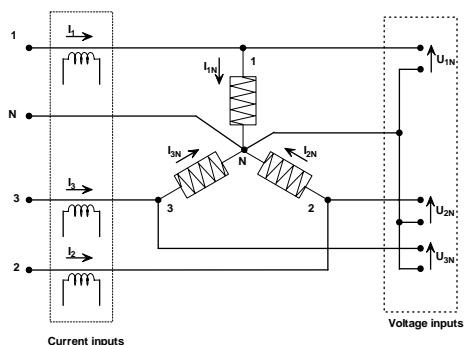 1
I1
1
U1N
I1N
N
I3N
N
I2N
3
I3
3
2
U2N
2
I2
U3N
Current inputs
Voltage inputs